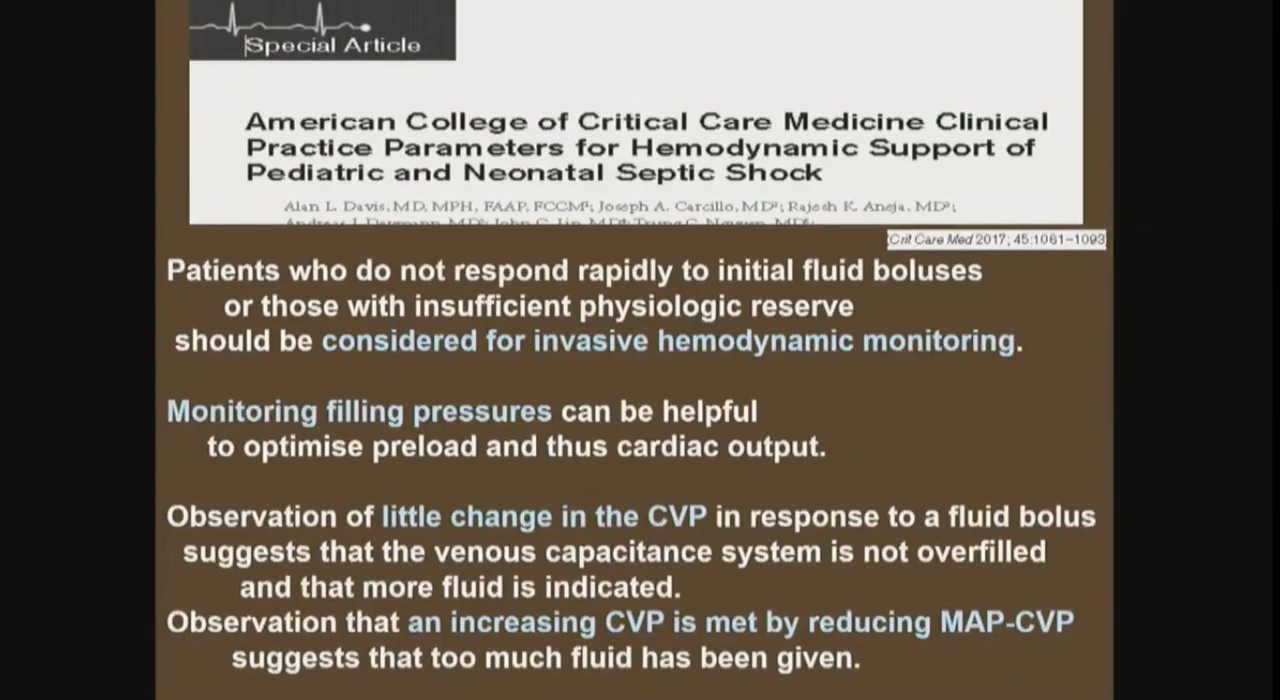 Special Article
American College of Critical Care Medicine Clinical
Practice Parameters for Hemodynamic Support of
Pediatric and Neonatal Septic Shock
Alan L. Davis, MD, MPH, FAAP, FCCM¹; Joseph A. Carcillo, MD²; Rajesh K. Aneja, MD²;
Crit Care Med 2017; 45:1061–1093
Patients who do not respond rapidly to initial fluid boluses
or those with insufficient physiologic reserve
should be considered for invasive hemodynamic monitoring.
Monitoring filling pressures can be helpful
to optimise preload and thus cardiac output.
Observation of little change in the CVP in response to a fluid bolus
suggests that the venous capacitance system is not overfilled
and that more fluid is indicated.
Observation that an increasing CVP is met by reducing MAP-CVP
suggests that too much fluid has been given.